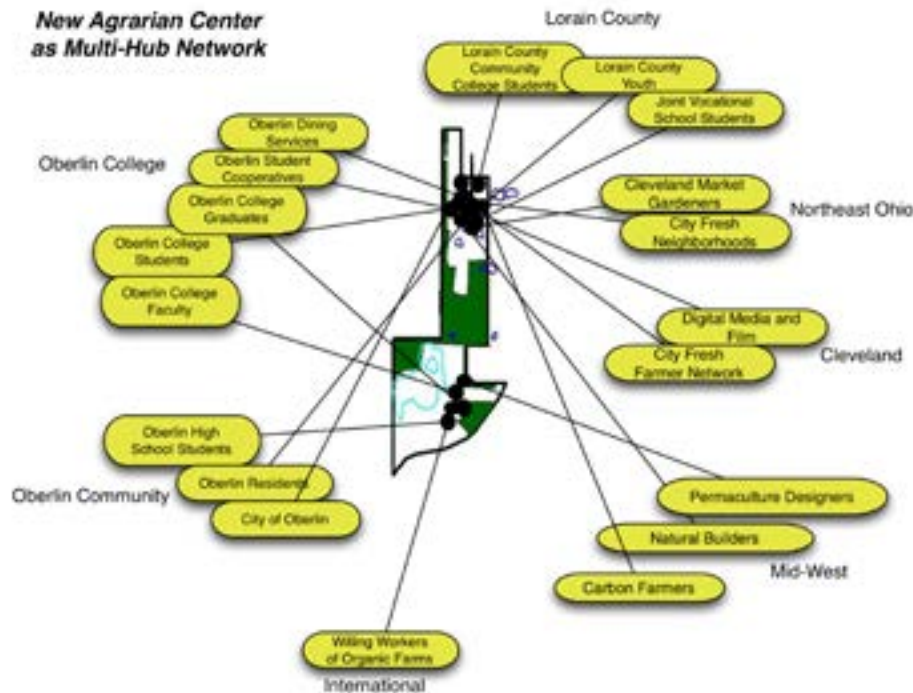 New Agrarian Center
as Multi-Hub Network
Lorain County
Lorain County
Community
College Students
Lorain County
Youth
Joint Vocational
School Students
Oberlin College
Oberlin Dining
Services
Oberlin Student
Cooperatives
Oberlin College
Graduates
Oberlin College
Students
Oberlin College
Faculty
Cleveland Market
Gardeners
City Fresh
Neighborhoods
Northeast Ohio
Digital Media and
Film
City Fresh
Farmer Network
Cleveland
Oberlin High
School Students
Oberlin Residents
City of Oberlin
Oberlin Community
Permaculture Designers
Natural Builders
Carbon Farmers
Mid-West
Willing Workers
of Organic Farms
International